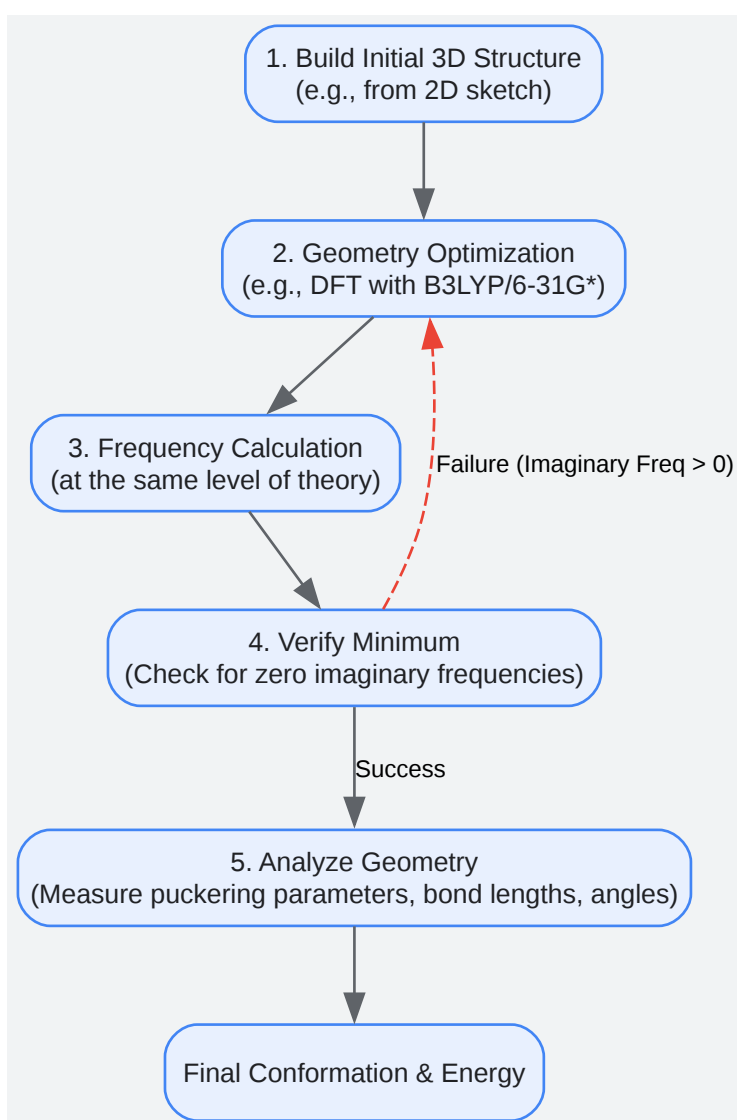 1. Build Initial 3D Structure
(e.g., from 2D sketch)
2. Geometry Optimization
(e.g., DFT with B3LYP/6-31G*)
3. Frequency Calculation
(at the same level of theory)
Failure (Imaginary Freq > 0)
4. Verify Minimum
(Check for zero imaginary frequencies)
Success
5. Analyze Geometry
(Measure puckering parameters, bond lengths, angles)
Final Conformation & Energy